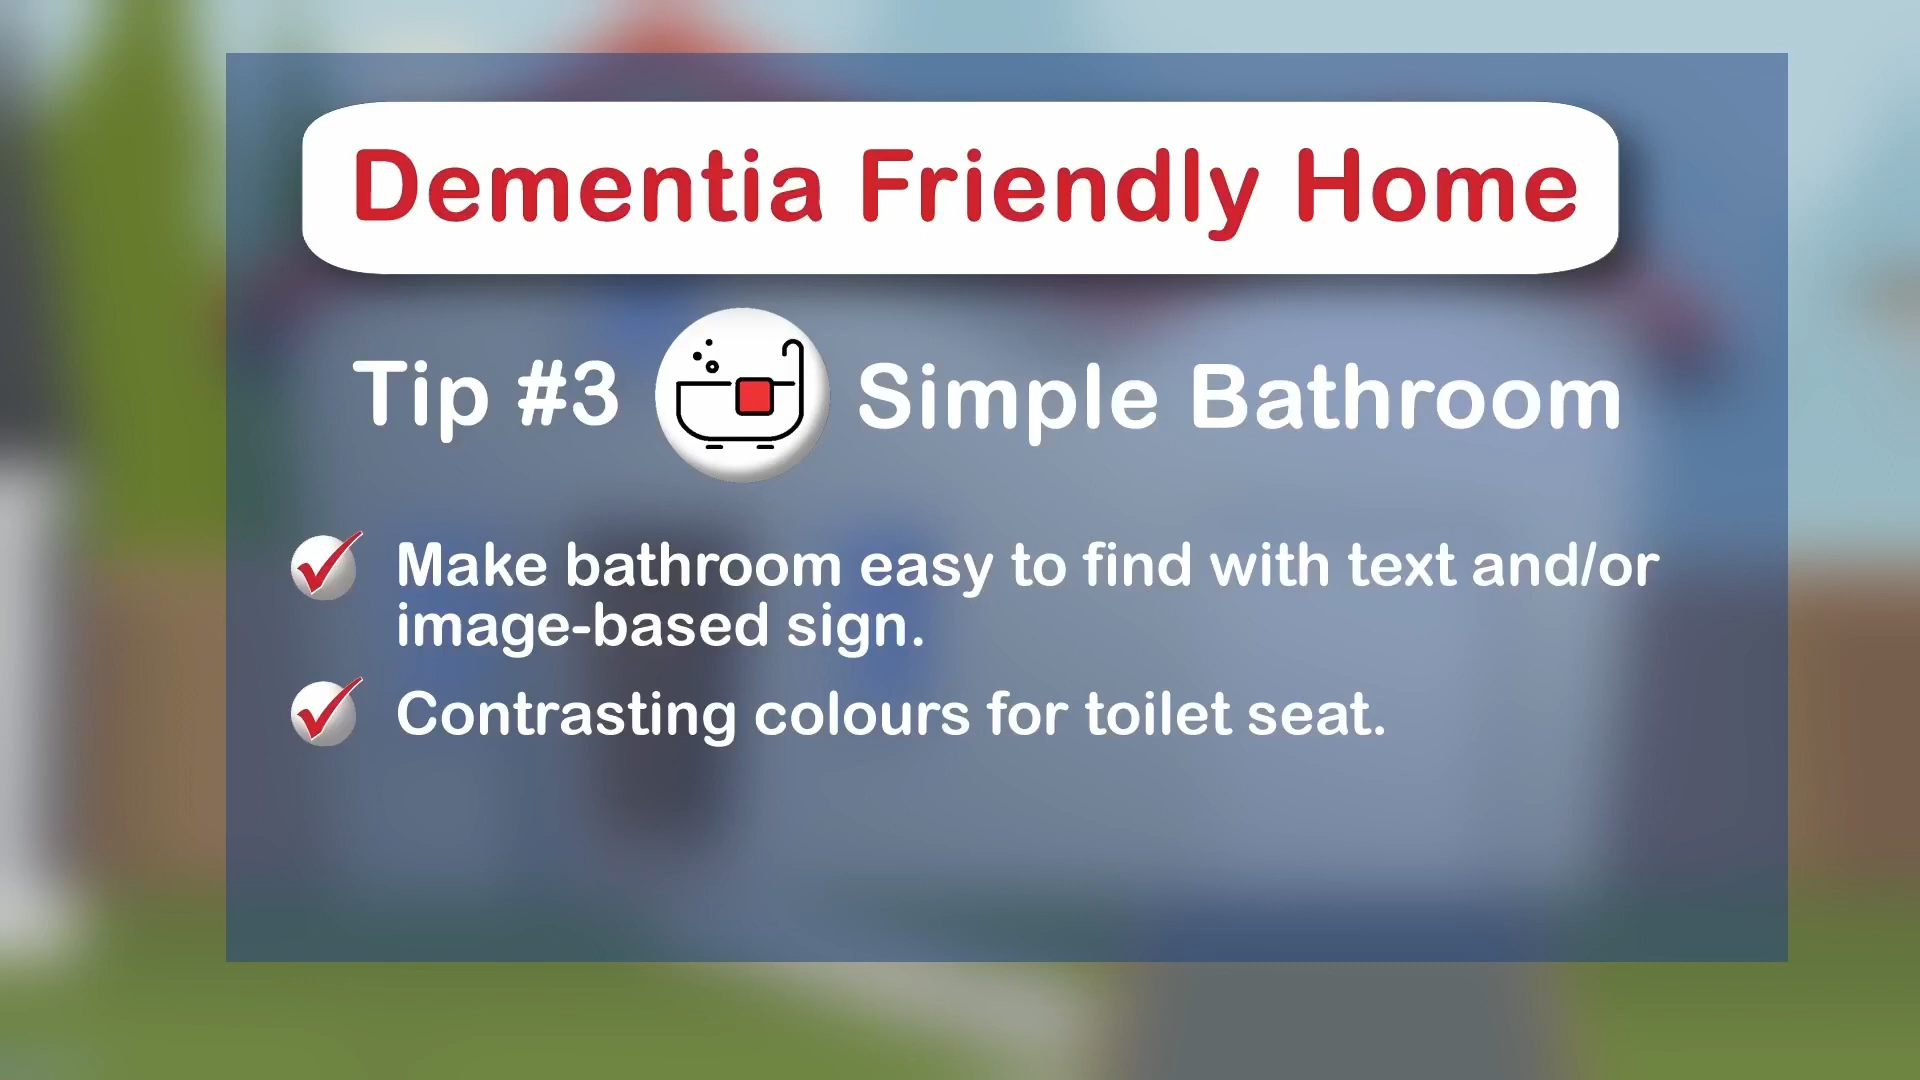 Dementia Friendly Home
Tip #3 Simple Bathroom
Make bathroom easy to find with text and/or
image-based sign.
Contrasting colours for toilet seat.